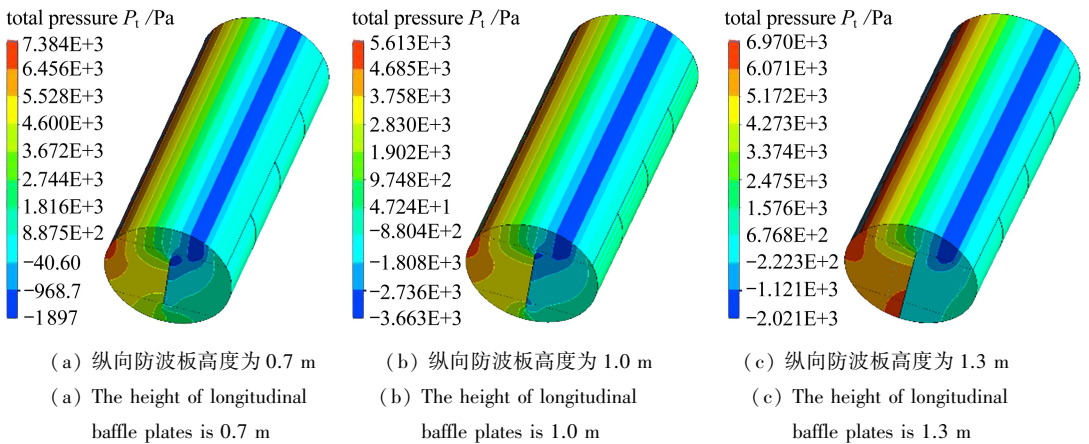 total pressure Pt /Pa
7.384E+3
6.456E+3
5.528E+3
4.600E+3
3.672E+3
2.744E+3
1.816E+3
8.875E+2
−40.60
−968.7
−1 897
total pressure Pt /Pa
5.613E+3
4.685E+3
3.758E+3
2.830E+3
1.902E+3
9.748E+2
4.724E+1
−8.804E+2
−1.808E+3
−2.736E+3
−3.663E+3
total pressure Pt /Pa
6.970E+3
6.071E+3
5.172E+3
4.273E+3
3.374E+3
2.475E+3
1.576E+3
6.768E+2
−2.223E+2
−1.121E+3
−2.021E+3
(a) 纵向防波板高度为 0.7 m
(a) The height of longitudinal
baffle plates is 0.7 m
(b) 纵向防波板高度为 1.0 m
(b) The height of longitudinal
baffle plates is 1.0 m
(c) 纵向防波板高度为 1.3 m
(c) The height of longitudinal
baffle plates is 1.3 m